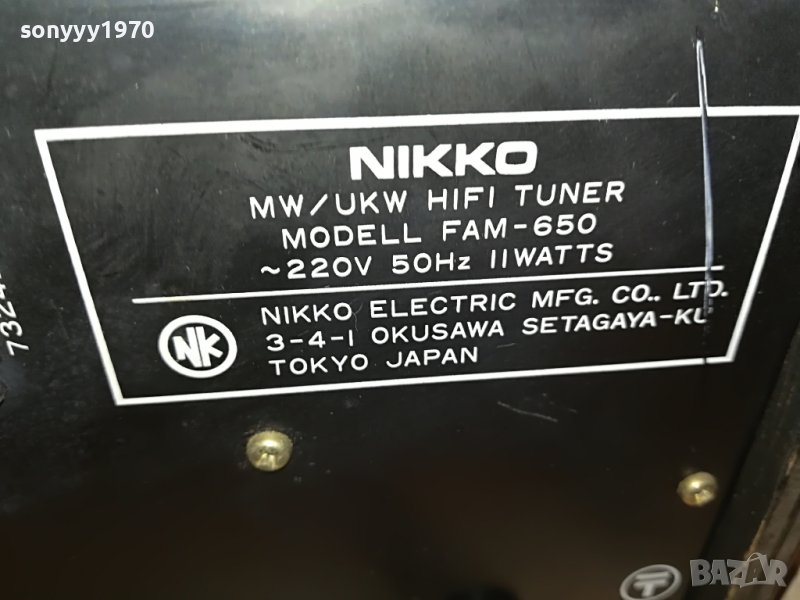 sonyyy1970
NIKKO
MW/UKW HIFI TUNER
MODELL FAM-650
~220V 50Hz 11WATTS
NK
NIKKO ELECTRIC MFG. CO.. LTD.
3-4-1 OKUSAWA SETAGAYA-KU
TOKYO JAPAN
T
BAZAR